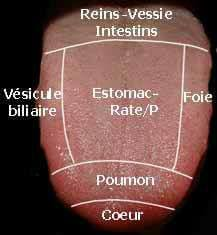 Reins-Vessie
Intestins
Vésicule
biliaire
Estomac-
Rate/P
Foie
Poumon
Coeur